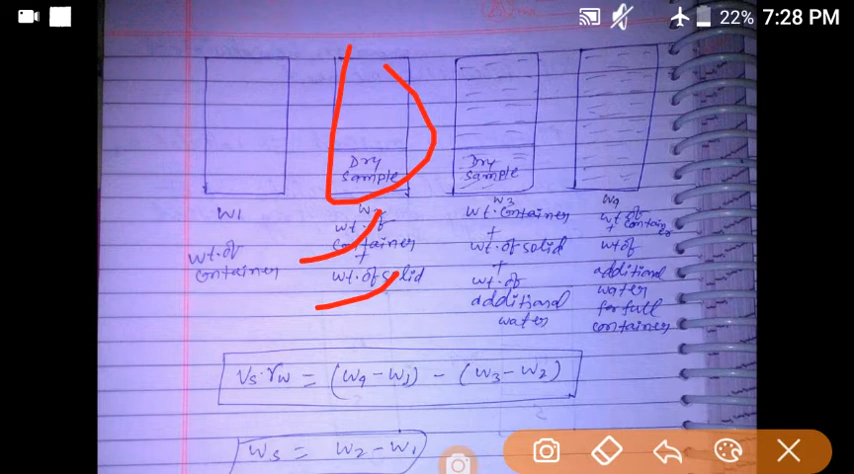 22% 7:28 PM
Dry
sample
Dry
sample
W1
wt. of
container
W2
wt. of
container
+
wt. of solid
W3
wt. container
+
wt. of solid
+
wt. of
additional
water
W4
wt of
+ container
wt of
additional
water
for full
container
Vs.γw = (W4 - W1) - (W3 - W2)
Ws = W2 - W1